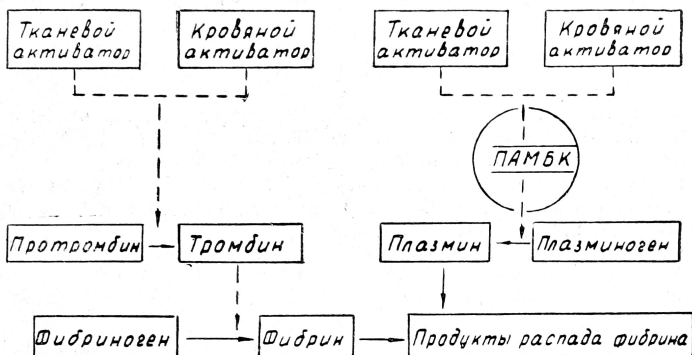 Тканевой
активатор
Кровяной
активатор
Тканевой
активатор
Кровяной
активатор
ПАМБК
Протромбин
Тромбин
Плазмин
Плазминоген
Фибриноген
Фибрин
Продукты распада фибрина